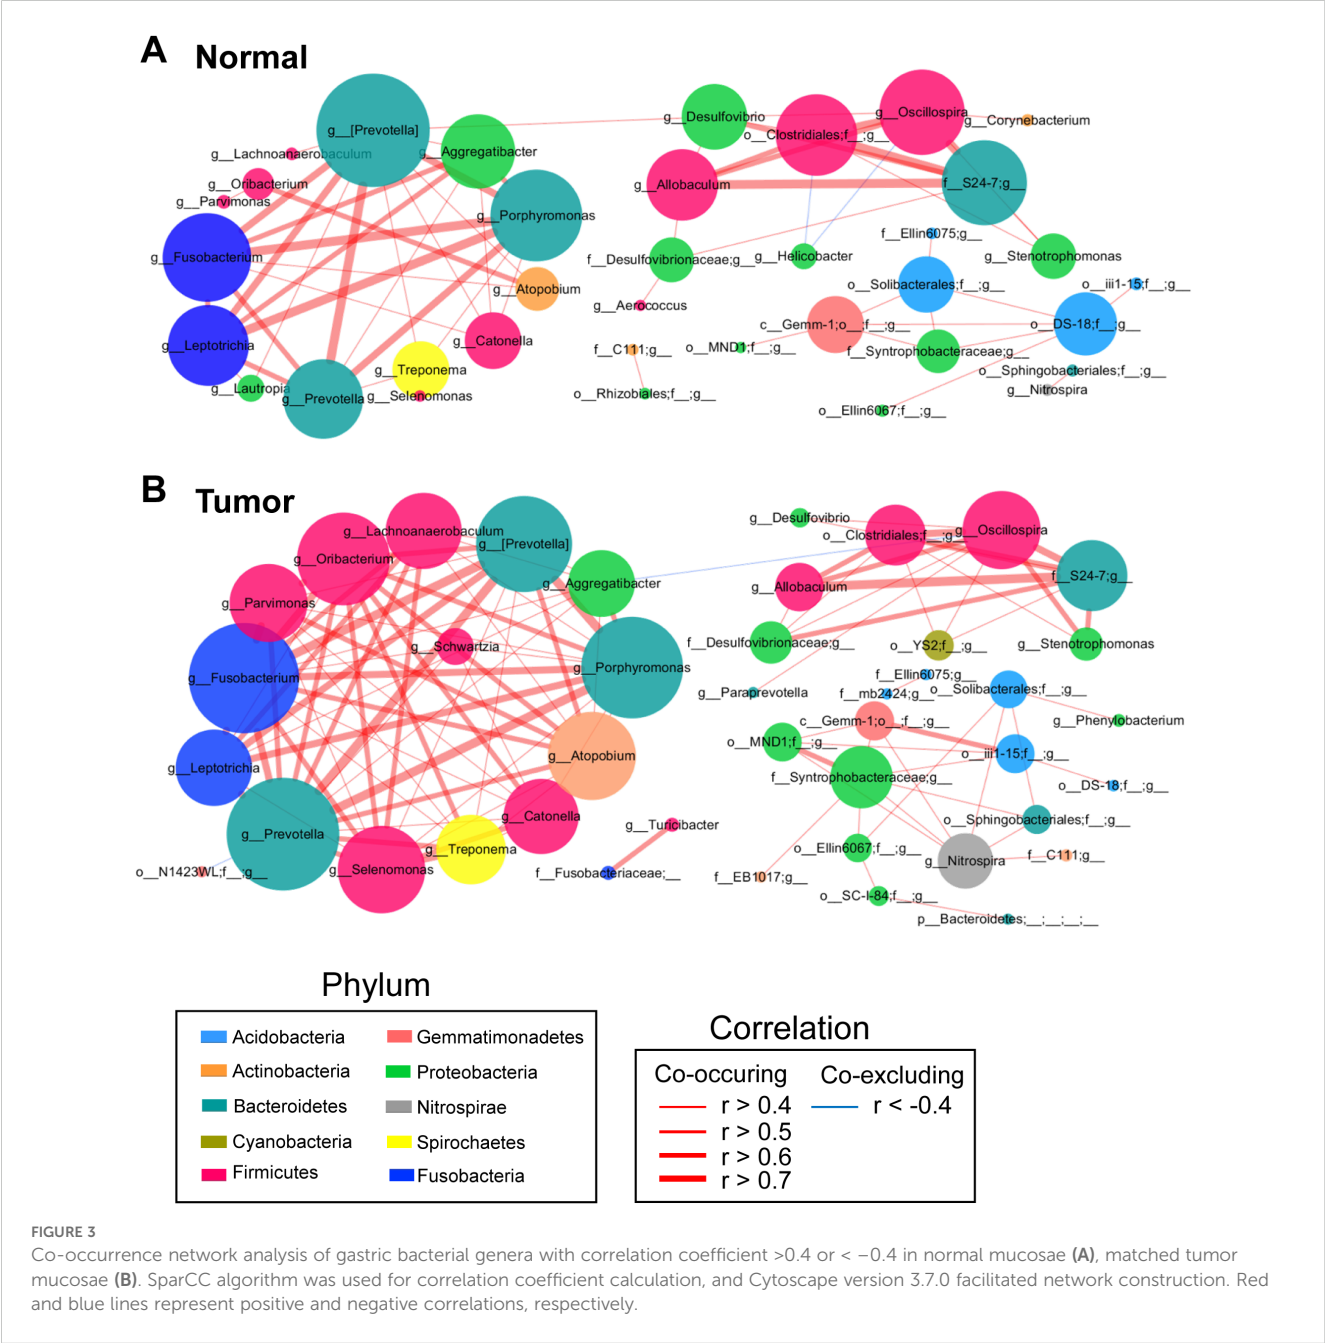 A Normal
g__[Prevotella]
g__Lachnoanaerobaculum
g__Aggregatibacter
g__Oribacterium
g__Parvimonas
g__Porphyromonas
g__Fusobacterium
g__Atopobium
g__Leptotrichia
g__Catonella
g__Treponema
g__Lautropia
g__Prevotella
g__Selenomonas
g__Desulfovibrio
g__Oscillospira
g__Corynebacterium
o__Clostridiales;f__;g__
g__Allobaculum
f__S24-7;g__
f__Ellin6075;g__
f__Desulfovibrionaceae;g__
g__Helicobacter
g__Stenotrophomonas
o__Solibacterales;f__;g__
o__iii1-15;f__;g__
g__Aerococcus
c__Gemm-1;o__;f__;g__
o__DS-18;f__;g__
f__C111;g__
o__MND1;f__;g__
f__Syntrophobacteraceae;g__
o__Sphingobacteriales;f__;g__
o__Rhizobiales;f__;g__
g__Nitrospira
o__Ellin6067;f__;g__
B Tumor
g__Lachnoanaerobaculum
g__[Prevotella]
g__Oribacterium
g__Aggregatibacter
g__Parvimonas
g__Schwartzia
g__Porphyromonas
g__Fusobacterium
g__Atopobium
g__Leptotrichia
g__Catonella
g__Prevotella
g__Treponema
g__Selenomonas
o__N1423WL;f__;g__
g__Turicibacter
f__Fusobacteriaceae;__
g__Desulfovibrio
o__Clostridiales;f__;g__
g__Oscillospira
f__S24-7;g__
g__Allobaculum
f__Desulfovibrionaceae;g__
o__YS2;f__;g__
g__Stenotrophomonas
f__Ellin6075;g__
g__Paraprevotella
f__mb2424;g__
o__Solibacterales;f__;g__
c__Gemm-1;o__;f__;g__
g__Phenylobacterium
o__MND1;f__;g__
o__iii1-15;f__;g__
f__Syntrophobacteraceae;g__
o__DS-18;f__;g__
o__Sphingobacteriales;f__;g__
o__Ellin6067;f__;g__
g__Nitrospira
f__C111;g__
f__EB1017;g__
o__SC-I-84;f__;g__
p__Bacteroidetes;__;__;__;__
Phylum
Acidobacteria
Actinobacteria
Bacteroidetes
Cyanobacteria
Firmicutes
Gemmatimonadetes
Proteobacteria
Nitrospirae
Spirochaetes
Fusobacteria
Correlation
Co-occuring Co-excluding
r > 0.4 r < -0.4
r > 0.5
r > 0.6
r > 0.7
FIGURE 3
Co-occurrence network analysis of gastric bacterial genera with correlation coefficient >0.4 or < −0.4 in normal mucosae (A), matched tumor
mucosae (B). SparCC algorithm was used for correlation coefficient calculation, and Cytoscape version 3.7.0 facilitated network construction. Red
and blue lines represent positive and negative correlations, respectively.